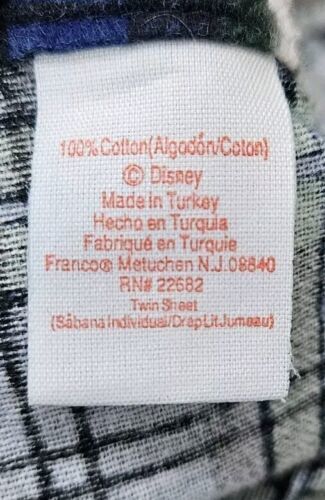 100% Cotton(Algodón/Coton)
© Disney
Made in Turkey
Hecho en Turquia
Fabriqué en Turquie
Franco® Metuchen N.J. 08840
RN# 22682
Twin Sheet
(Sábana Individual/Drap Lit Jumeau)